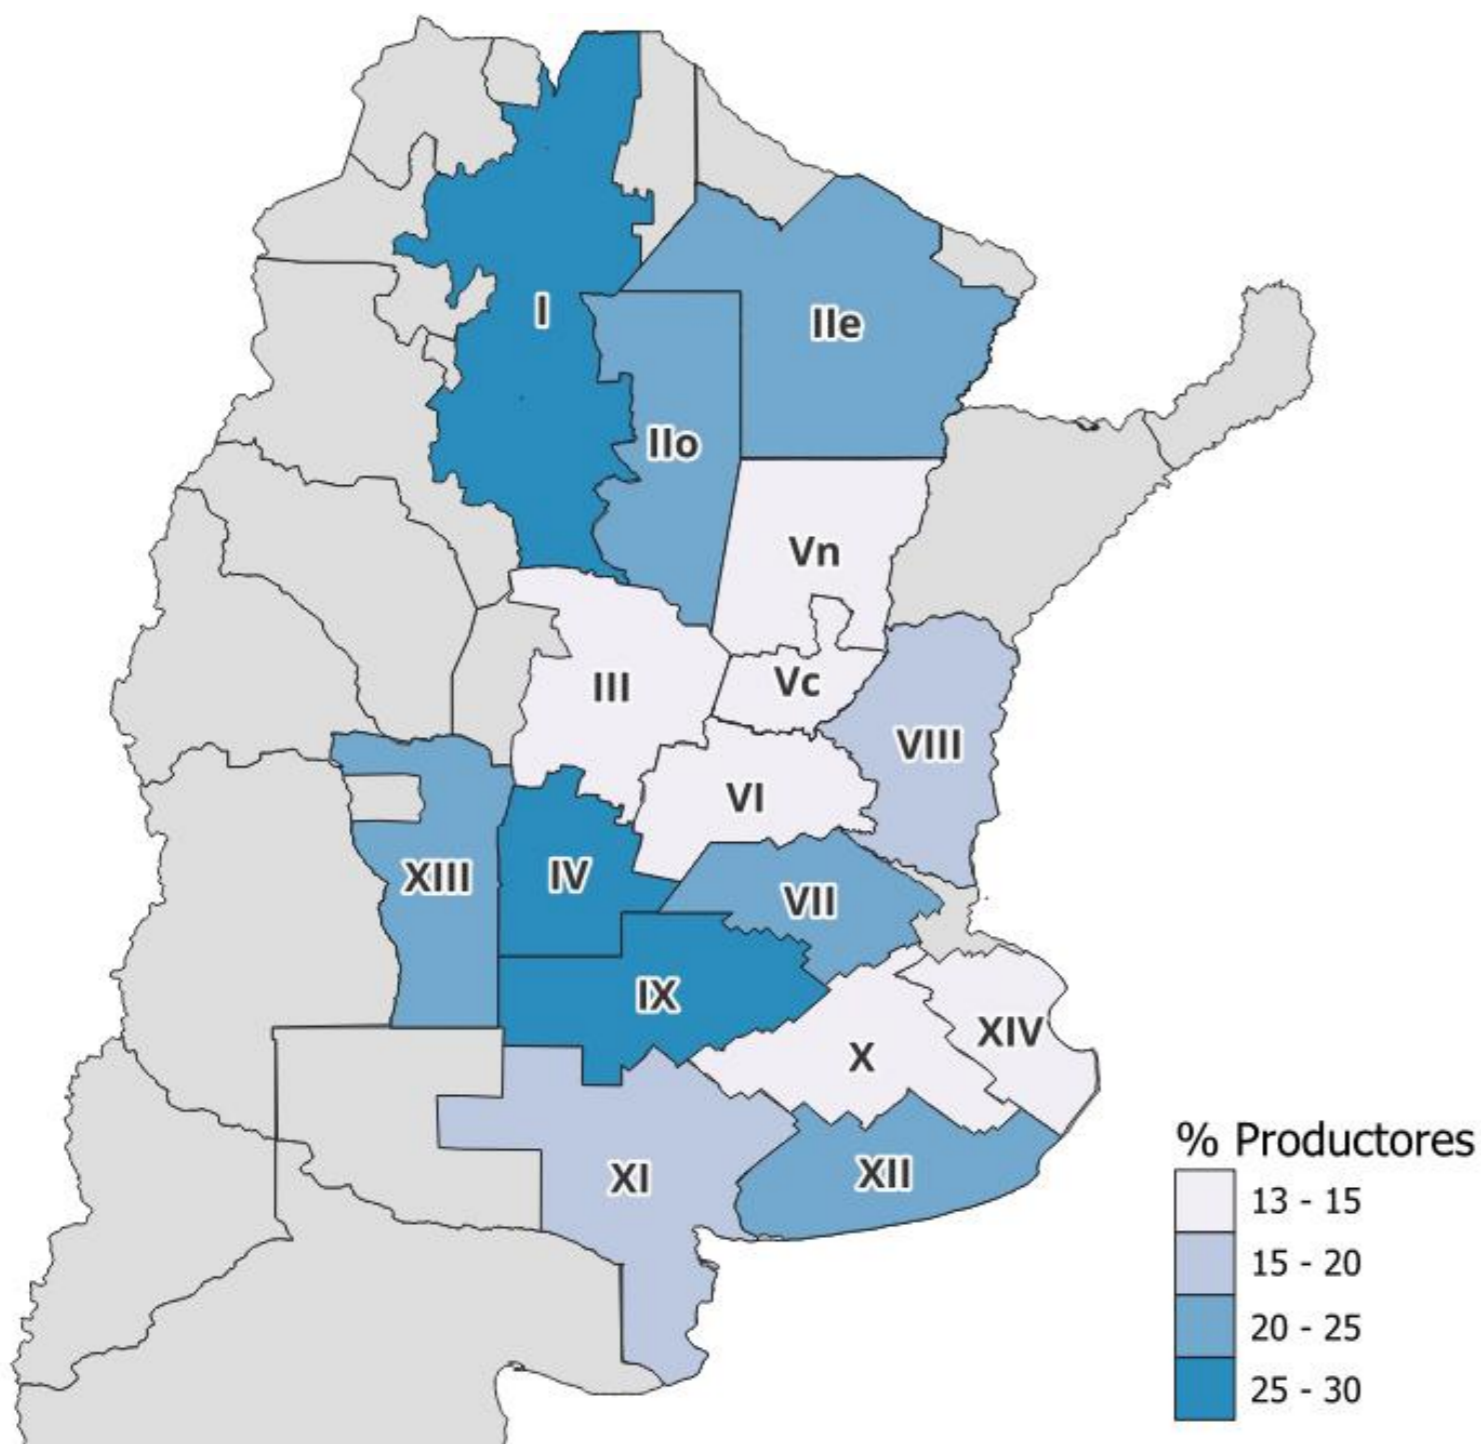 I
IIe
IIo
Vn
III
Vc
VIII
VI
XIII
IV
VII
IX
XIV
X
XI
XII
% Productores
13 - 15
15 - 20
20 - 25
25 - 30